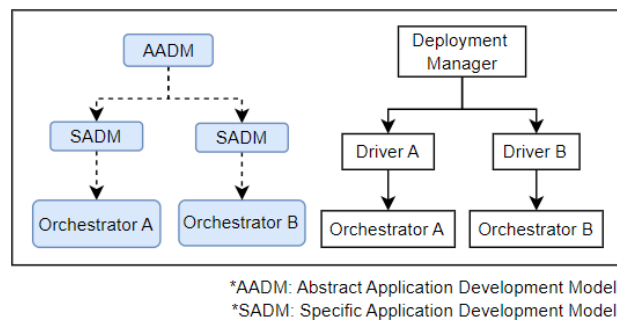 AADM
SADM
SADM
Orchestrator A
Orchestrator B
Deployment
Manager
Driver A
Driver B
Orchestrator A
Orchestrator B
*AADM: Abstract Application Development Model
*SADM: Specific Application Development Model